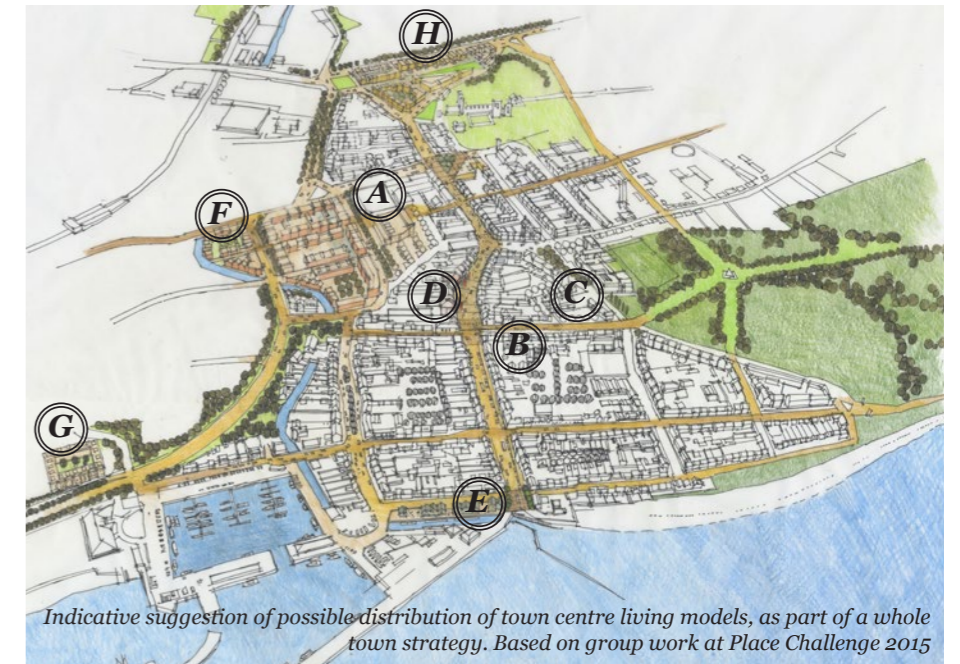 H
A
F
D
C
B
G
E
Indicative suggestion of possible distribution of town centre living models, as part of a whole
town strategy. Based on group work at Place Challenge 2015